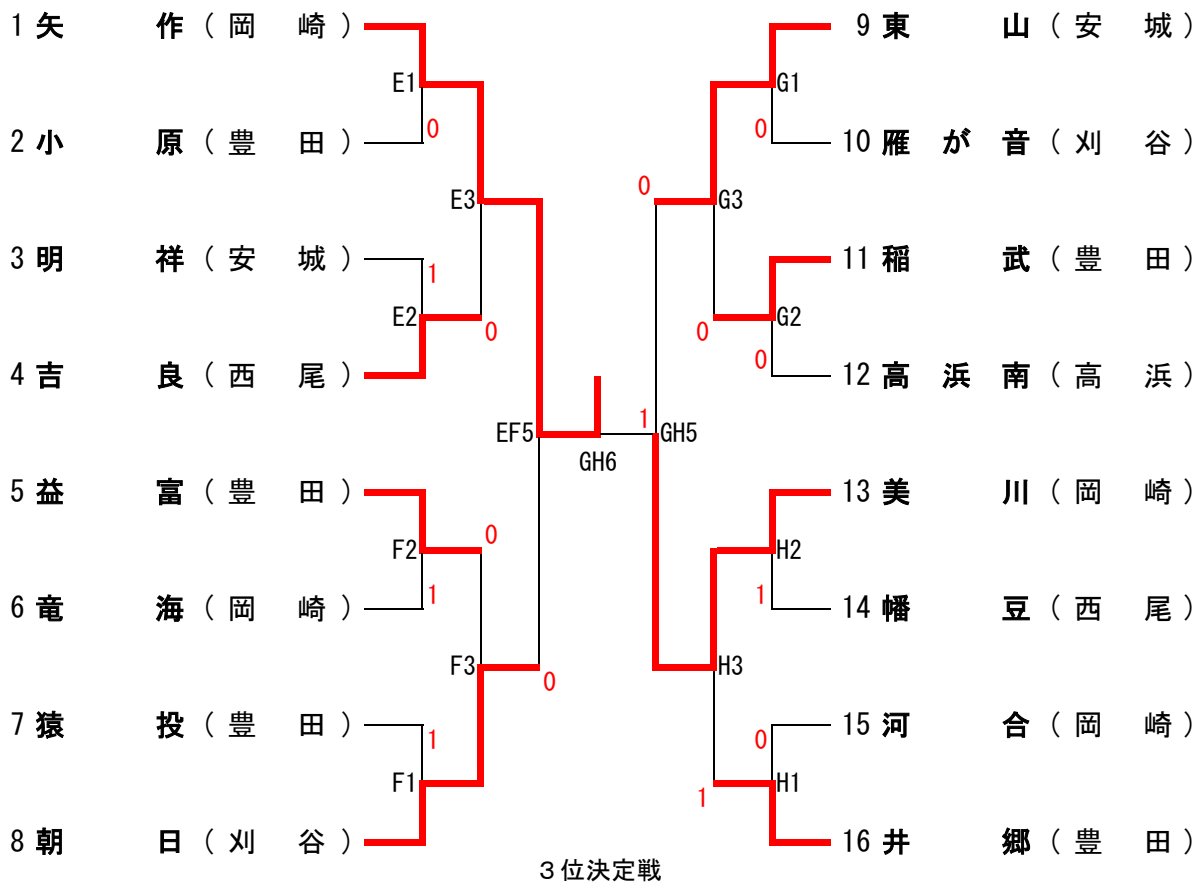 1 矢作(岡崎)
9 東山(安城)
E1
G1
0
0
2 小原(豊田)
10 雁が音(刈谷)
0
E3
G3
3 明祥(安城)
11 稲武(豊田)
1
E2
G2
0
0
0
4 吉良(西尾)
12 高浜南(高浜)
1
EF5
GH5
GH6
5 益富(豊田)
13 美川(岡崎)
0
F2
H2
1
1
6 竜海(岡崎)
14 幡豆(西尾)
F3
H3
0
7 猿投(豊田)
15 河合(岡崎)
1
0
F1
H1
1
8 朝日(刈谷)
16 井郷(豊田)
3位決定戦